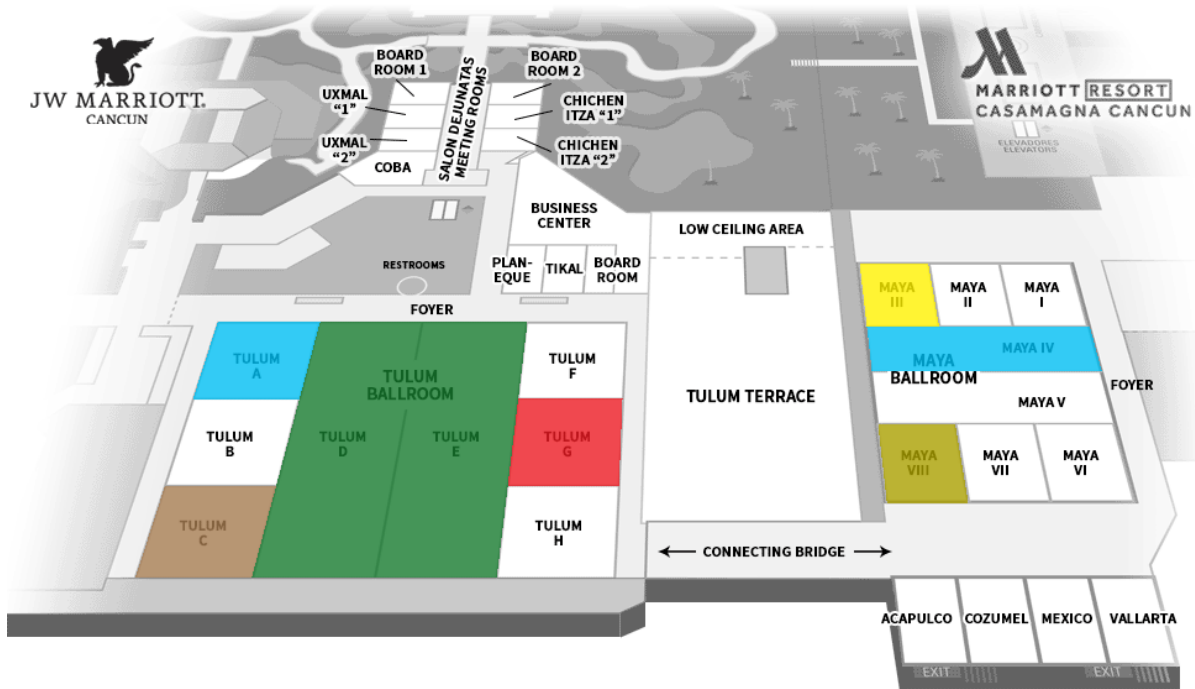 JW MARRIOTT.
CANCUN
MARRIOTT RESORT
CASAMAGNA CANCUN
ELEVADORES
ELEVATORS
BOARD
ROOM 1
BOARD
ROOM 2
UXMAL
"1"
CHICHEN
ITZA "1"
UXMAL
"2"
CHICHEN
ITZA "2"
COBA
SALON DEJUNATAS
MEETING ROOMS
BUSINESS
CENTER
PLAN-
EQUE
TIKAL
BOARD
ROOM
RESTROOMS
FOYER
LOW CEILING AREA
TULUM
A
TULUM
B
TULUM
C
TULUM
BALLROOM
TULUM
D
TULUM
E
TULUM
F
TULUM
G
TULUM
H
TULUM TERRACE
MAYA
III
MAYA
II
MAYA
I
MAYA IV
MAYA
BALLROOM
MAYA V
FOYER
MAYA
VIII
MAYA
VII
MAYA
VI
CONNECTING BRIDGE
ACAPULCO
COZUMEL
MEXICO
VALLARTA
EXIT
EXIT